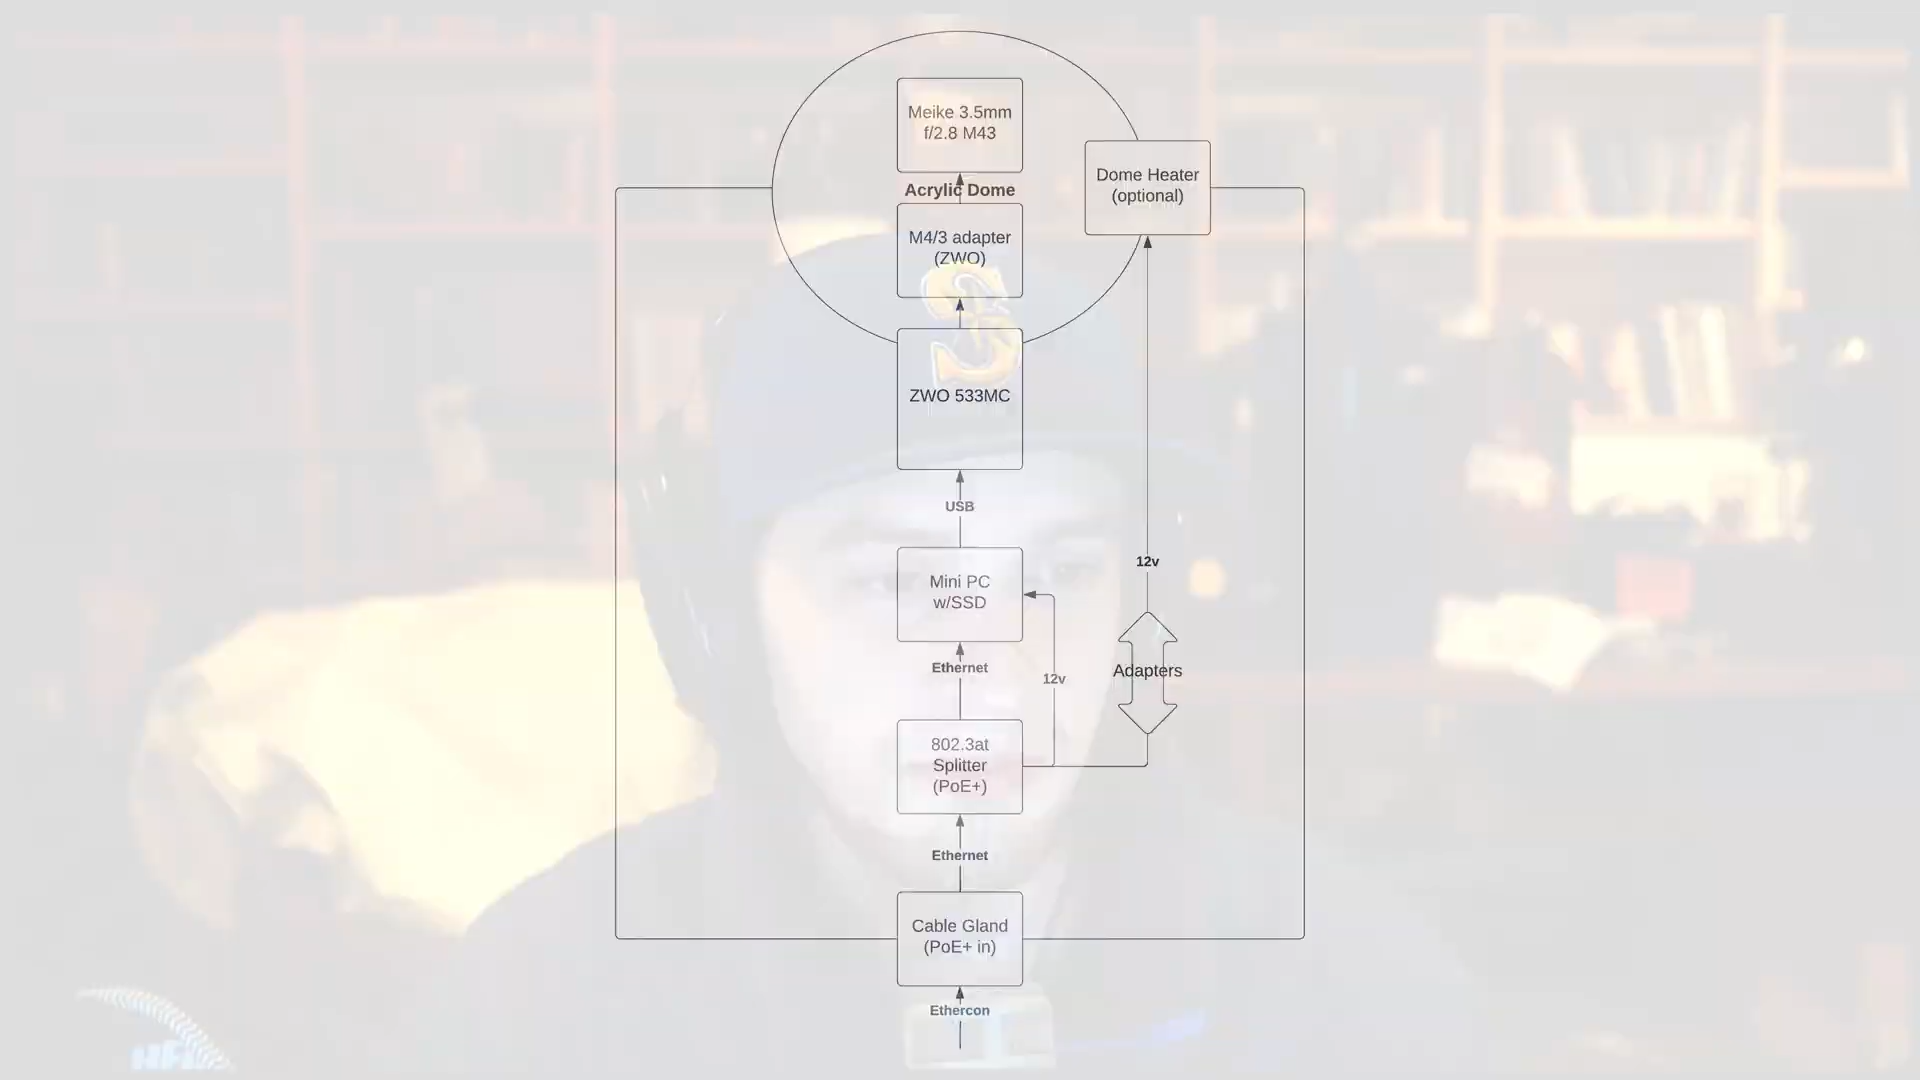 Meike 3.5mm
f/2.8 M43
Acrylic Dome
Dome Heater
(optional)
M4/3 adapter
(ZWO)
S
ZWO 533MC
USB
12v
Mini PC
w/SSD
Ethernet
12v
Adapters
802.3at
Splitter
(PoE+)
Ethernet
Cable Gland
(PoE+ in)
Ethercon